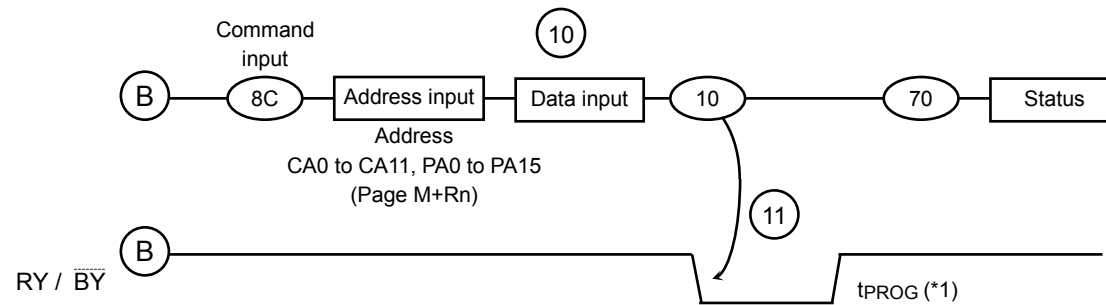 Command
input
10
B
8C
Address input
Data input
10
70
Status
Address
CA0 to CA11, PA0 to PA15
(Page M+Rn)
11
B
RY / BY
tPROG (*1)